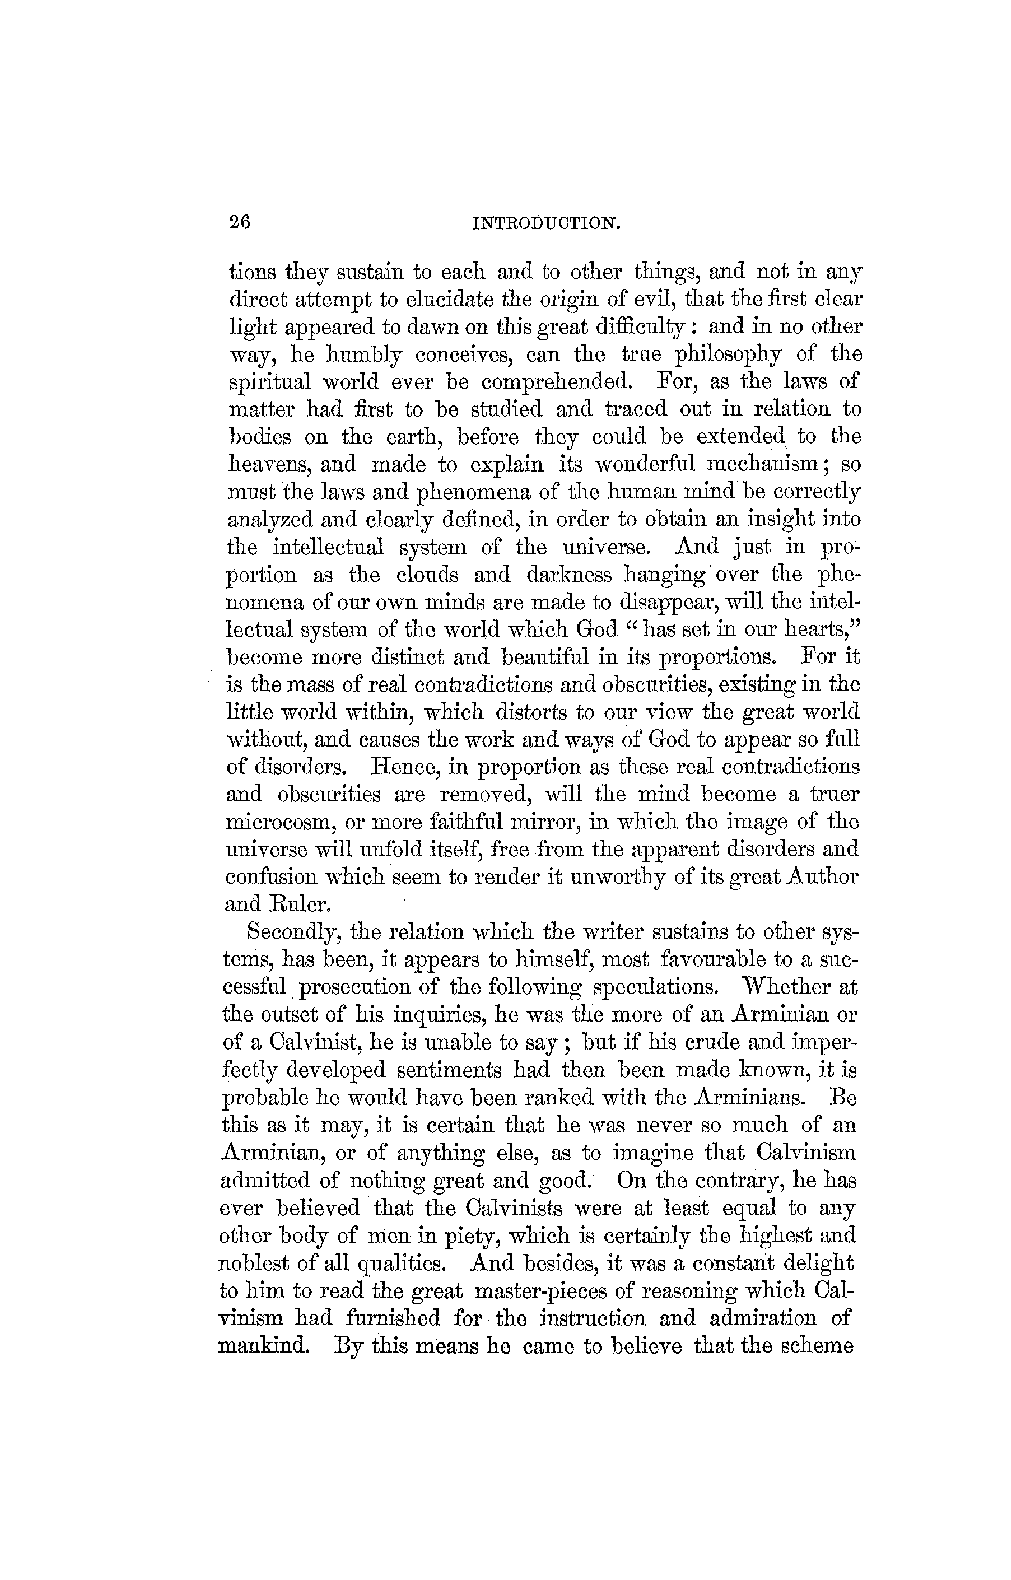 26 INTRODUCTION.
tions they sustain to each and to other things, and not in any
direct attempt to elucidate the origin of evil, that the first clear
light appeared to dawn on this great difficulty: and in no other
way, he humbly conceives, can the true philosophy of the
spiritual world ever be comprehended. For, as the laws of
matter had first to be studied and traced out in relation to
bodies on the earth, before they could be extended to the
heavens, and made to explain its wonderful mechanism; so
must the laws and phenomena of the human mind be correctly
analyzed and clearly defined, in order to obtain an insight into
the intellectual system of the universe. And just in pro-
portion as the clouds and darkness hanging over the phe-
nomena of our own minds are made to disappear, will the intel-
lectual system of the world which God “has set in our hearts,”
become more distinct and beautiful in its proportions. For it
is the mass of real contradictions and obscurities, existing in the
little world within, which distorts to our view the great world
without, and causes the work and ways of God to appear so full
of disorders. Hence, in proportion as these real contradictions
and obscurities are removed, will the mind become a truer
microcosm, or more faithful mirror, in which the image of the
universe will unfold itself, free from the apparent disorders and
confusion which seem to render it unworthy of its great Author
and Ruler.
Secondly, the relation which the writer sustains to other sys-
tems, has been, it appears to himself, most favourable to a suc-
cessful prosecution of the following speculations. Whether at
the outset of his inquiries, he was the more of an Arminian or
of a Calvinist, he is unable to say; but if his crude and imper-
fectly developed sentiments had then been made known, it is
probable he would have been ranked with the Arminians. Be
this as it may, it is certain that he was never so much of an
Arminian, or of anything else, as to imagine that Calvinism
admitted of nothing great and good. On the contrary, he has
ever believed that the Calvinists were at least equal to any
other body of men in piety, which is certainly the highest and
noblest of all qualities. And besides, it was a constant delight
to him to read the great master-pieces of reasoning which Cal-
vinism had furnished for the instruction and admiration of
mankind. By this means he came to believe that the scheme